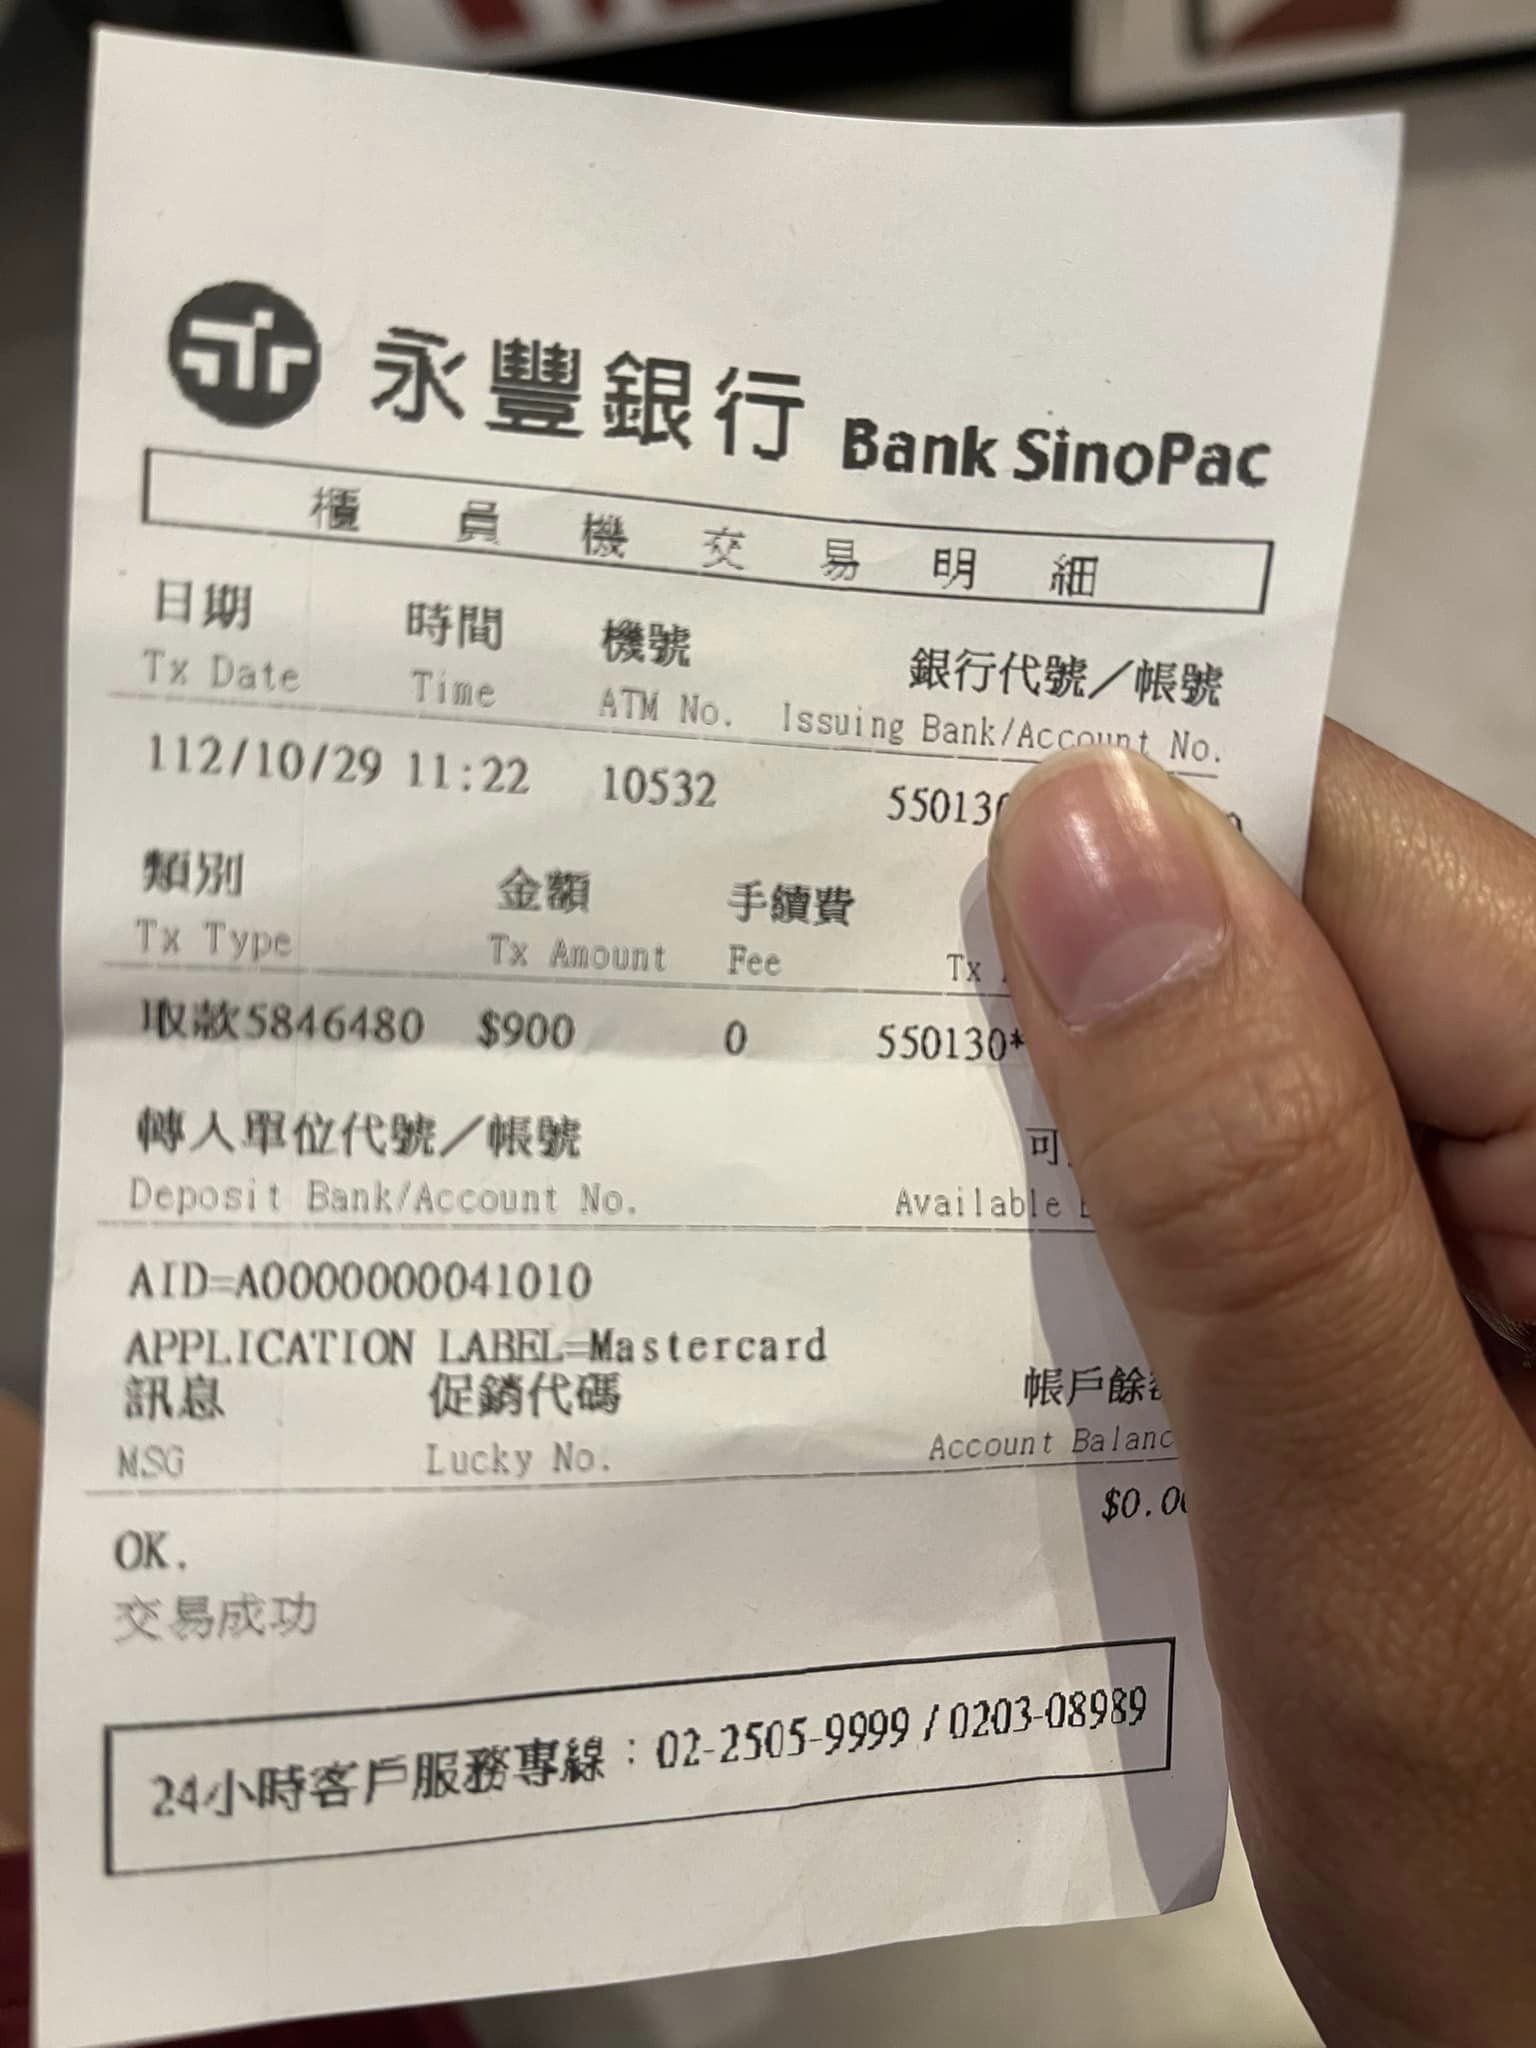 永豐銀行 Bank SinoPac
櫃員機交易明細
日期 時間 機號 銀行代號／帳號
Tx Date Time ATM No. Issuing Bank/Account No.
112/10/29 11:22 10532 55013
類別 金額 手續費
Tx Type Tx Amount Fee Tx
取款5846480 $900 0 550130*
轉入單位代號／帳號 可
Deposit Bank/Account No. Available
AID=A0000000041010
APPLICATION LABEL=Mastercard
訊息 促銷代碼 帳戶餘
MSG Lucky No. Account Balanc
$0.0
OK.
交易成功
24小時客戶服務專線：02-2505-9999 / 0203-08989